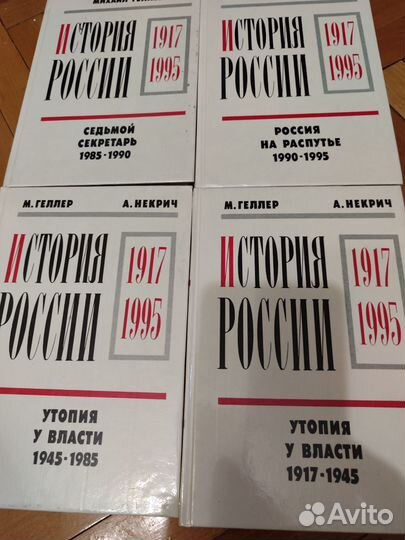 МИХАИЛ
ИСТОРИЯ
РОССИИ
1917
1995
СЕДЬМОЙ
СЕКРЕТАРЬ
1985-1990
ИСТОРИЯ
РОССИИ
1917
1995
РОССИЯ
НА РАСПУТЬЕ
1990-1995
М. ГЕЛЛЕР А. НЕКРИЧ
ИСТОРИЯ
РОССИИ
1917
1995
УТОПИЯ
У ВЛАСТИ
1945-1985
М. ГЕЛЛЕР А. НЕКРИЧ
ИСТОРИЯ
РОССИИ
1917
1995
УТОПИЯ
У ВЛАСТИ
1917-1945
Avito